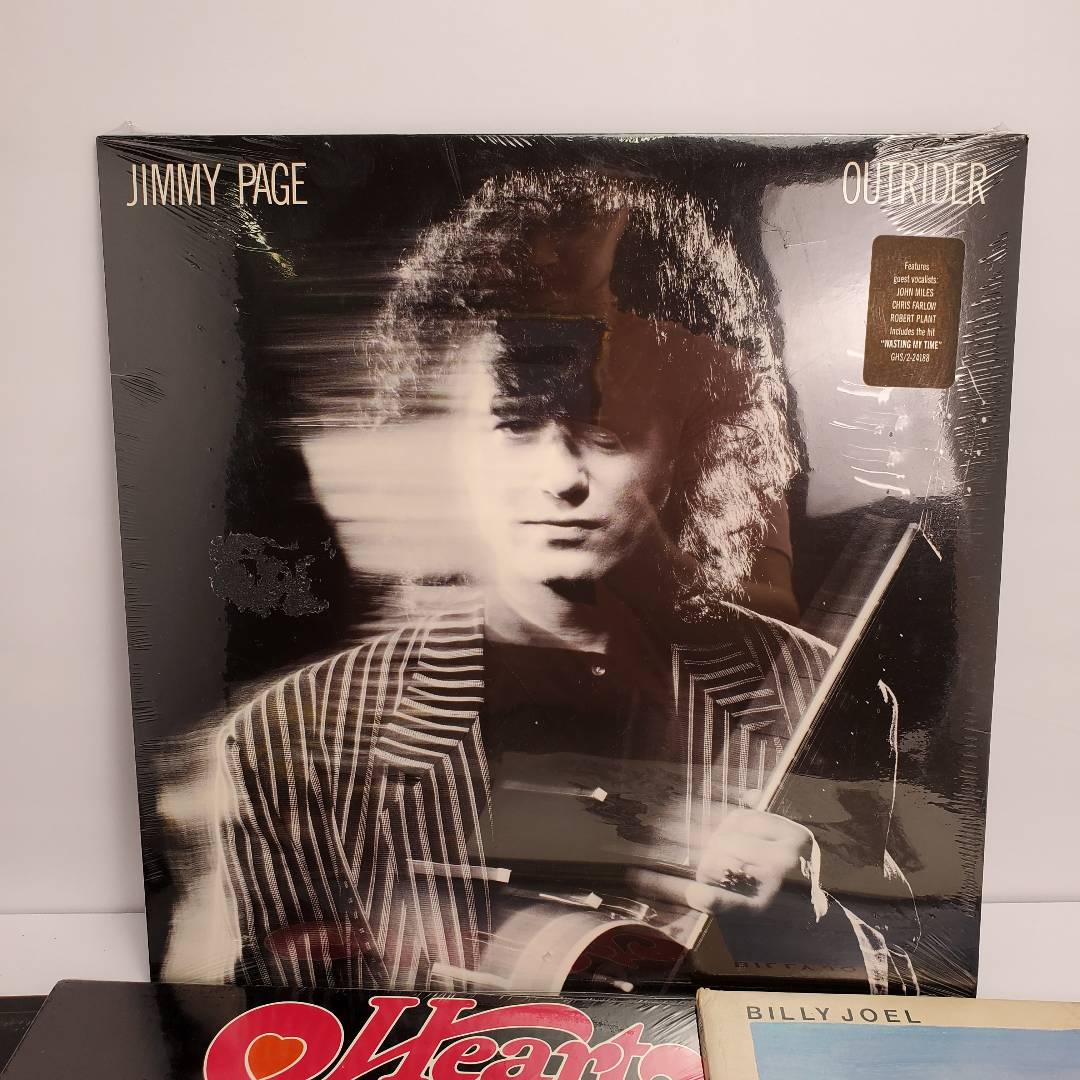 JIMMY PAGE
OUTRIDER
Features
guest vocalists:
JOHN MILES
CHRIS FARLOW
ROBERT PLANT
Includes the hit
"WASTING MY TIME"
GHS/2-24188
Heart
BILLY JOEL